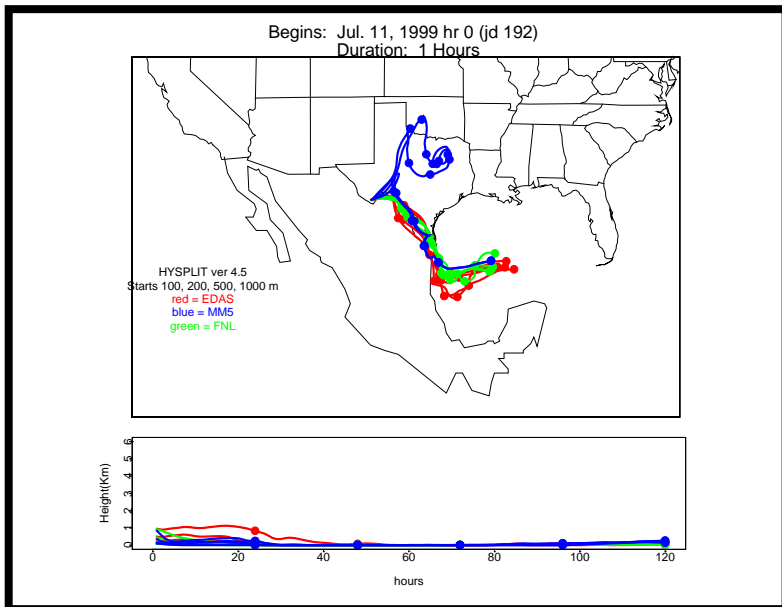 Begins: Jul. 11, 1999 hr 0 (jd 192)
Duration: 1 Hours
HYSPLIT ver 4.5
Starts 100, 200, 500, 1000 m
red = EDAS
blue = MM5
green = FNL
Height(Km)
6
5
4
3
2
1
0
0 20 40 60 80 100 120
hours